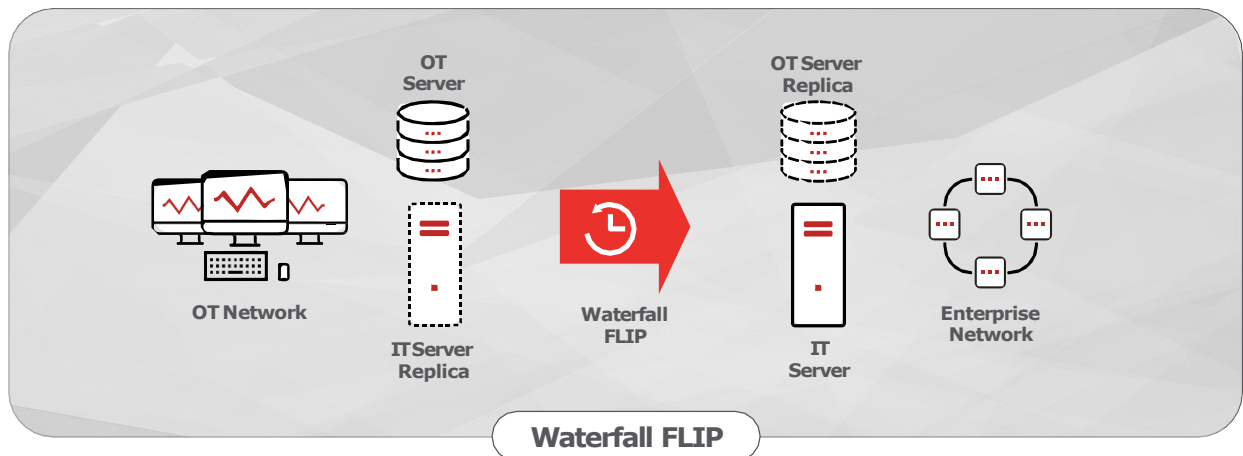 OT
Server
OT Server
Replica
OT Network
IT Server
Replica
Waterfall
FLIP
IT
Server
Enterprise
Network
Waterfall FLIP